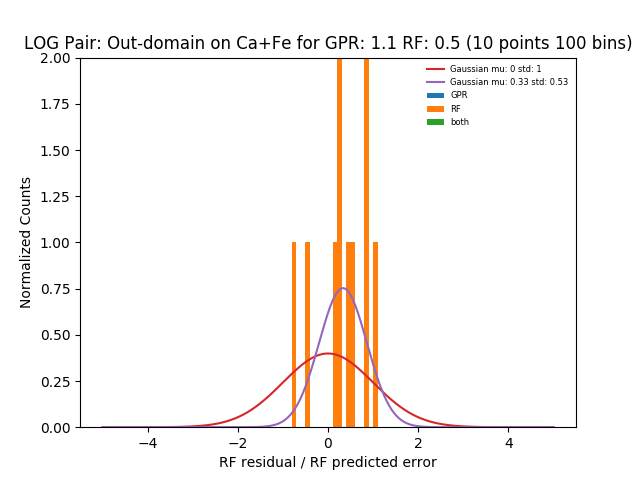 LOG Pair: Out-domain on Ca+Fe for GPR: 1.1 RF: 0.5 (10 points 100 bins)
Gaussian mu: 0 std: 1
Gaussian mu: 0.33 std: 0.53
GPR
RF
both
Normalized Counts
2.00
1.75
1.50
1.25
1.00
0.75
0.50
0.25
0.00
−4 −2 0 2 4
RF residual / RF predicted error